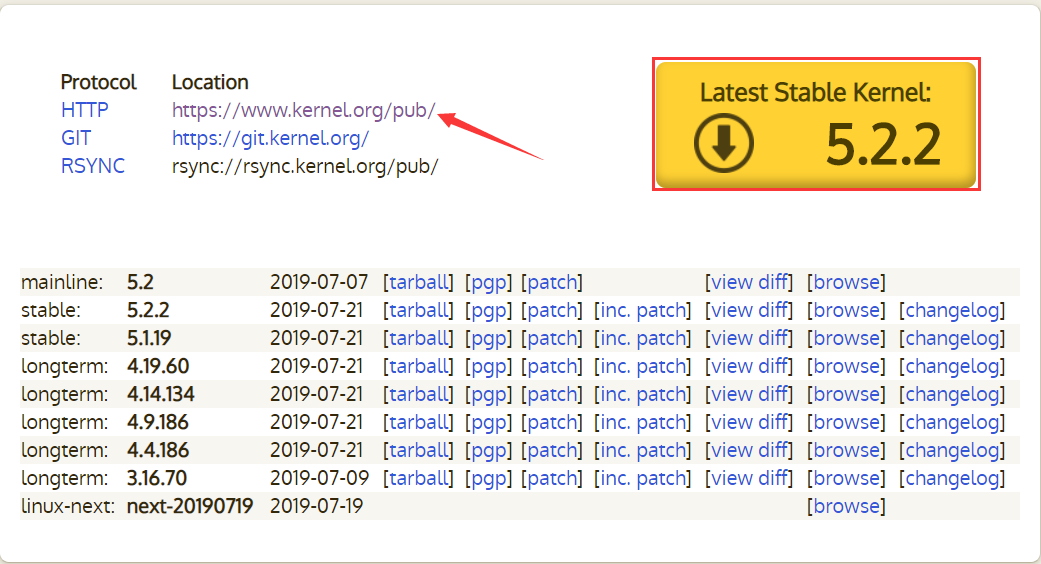 Protocol Location
HTTP https://www.kernel.org/pub/
GIT https://git.kernel.org/
RSYNC rsync://rsync.kernel.org/pub/
Latest Stable Kernel:
5.2.2
mainline: 5.2 2019-07-07 [tarball] [pgp] [patch] [view diff] [browse]
stable: 5.2.2 2019-07-21 [tarball] [pgp] [patch] [inc. patch] [view diff] [browse] [changelog]
stable: 5.1.19 2019-07-21 [tarball] [pgp] [patch] [inc. patch] [view diff] [browse] [changelog]
longterm: 4.19.60 2019-07-21 [tarball] [pgp] [patch] [inc. patch] [view diff] [browse] [changelog]
longterm: 4.14.134 2019-07-21 [tarball] [pgp] [patch] [inc. patch] [view diff] [browse] [changelog]
longterm: 4.9.186 2019-07-21 [tarball] [pgp] [patch] [inc. patch] [view diff] [browse] [changelog]
longterm: 4.4.186 2019-07-21 [tarball] [pgp] [patch] [inc. patch] [view diff] [browse] [changelog]
longterm: 3.16.70 2019-07-09 [tarball] [pgp] [patch] [inc. patch] [view diff] [browse] [changelog]
linux-next: next-20190719 2019-07-19 [browse]